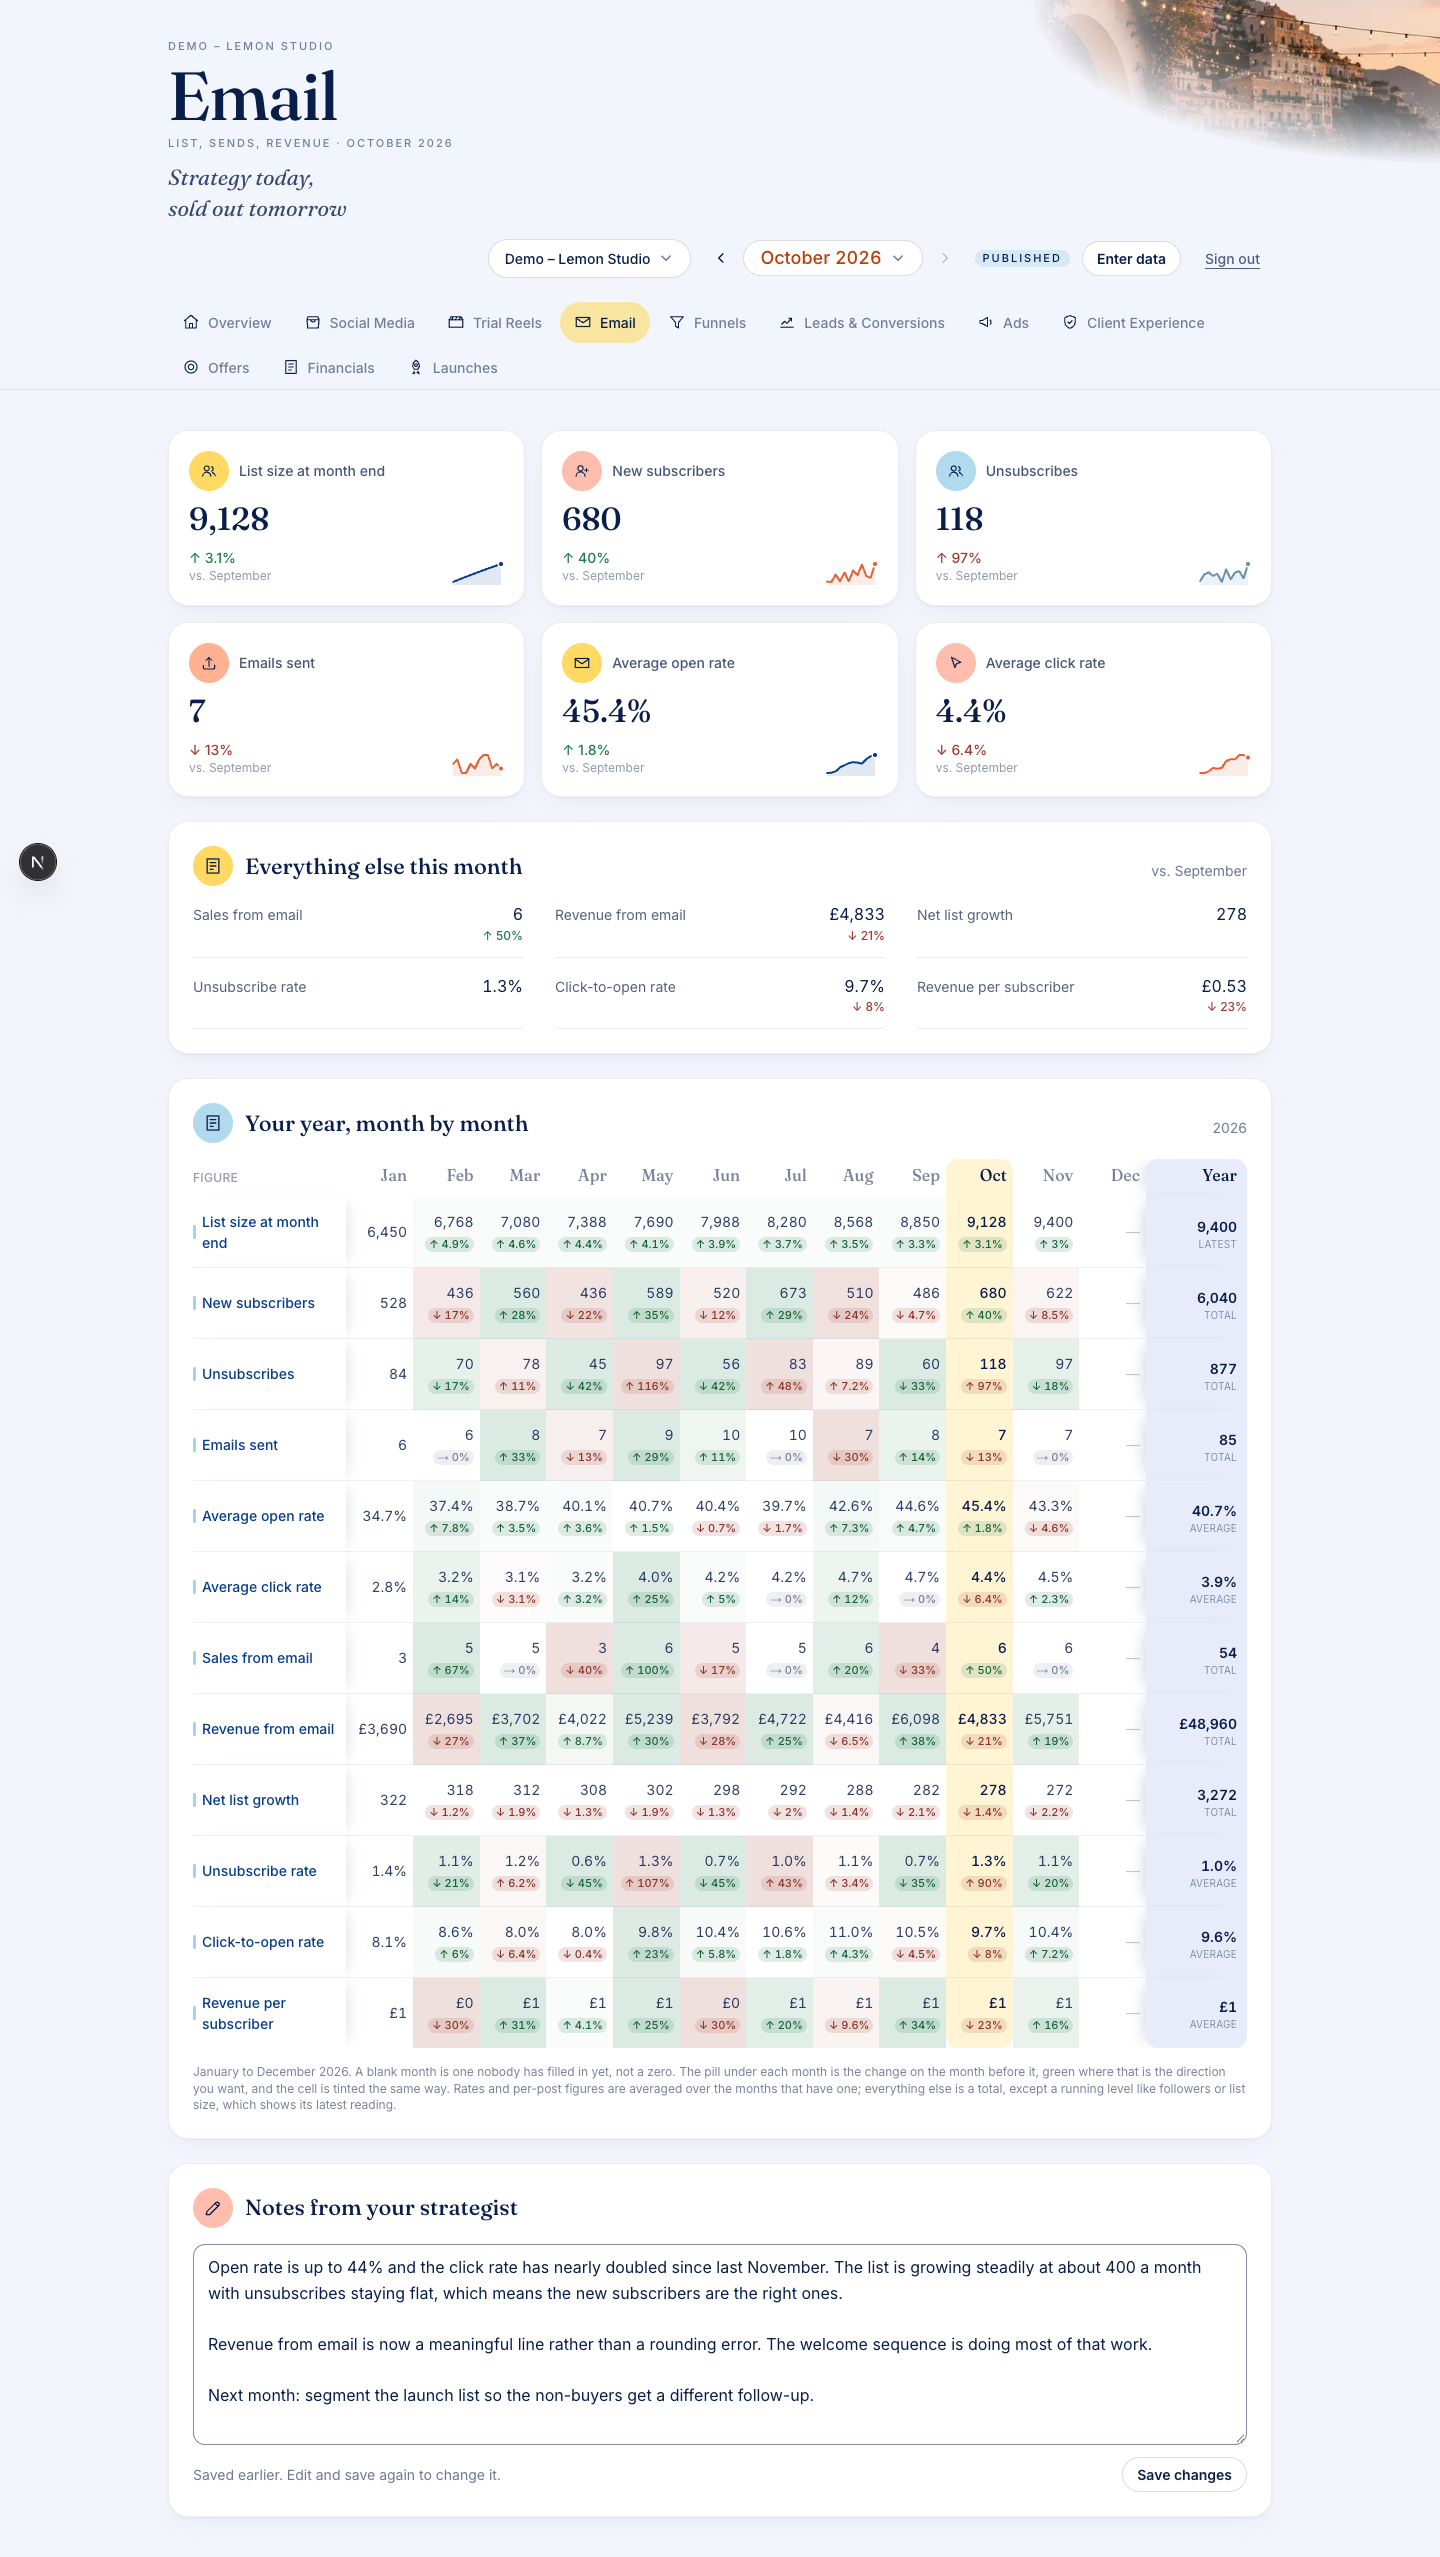 DEMO – LEMON STUDIO
Email
LIST, SENDS, REVENUE · OCTOBER 2026
Strategy today,
sold out tomorrow
Demo – Lemon Studio
October 2026
PUBLISHED
Enter data
Sign out
Overview
Social Media
Trial Reels
Email
Funnels
Leads & Conversions
Ads
Client Experience
Offers
Financials
Launches
List size at month end
9,128
↑ 3.1%
vs. September
New subscribers
680
↑ 40%
vs. September
Unsubscribes
118
↑ 97%
vs. September
Emails sent
7
↓ 13%
vs. September
Average open rate
45.4%
↑ 1.8%
vs. September
Average click rate
4.4%
↓ 6.4%
vs. September
N
Everything else this month
vs. September
Sales from email 6
↑ 50%
Revenue from email £4,833
↓ 21%
Net list growth 278
Unsubscribe rate 1.3%
Click-to-open rate 9.7%
↓ 8%
Revenue per subscriber £0.53
↓ 23%
Your year, month by month
2026
FIGURE Jan Feb Mar Apr May Jun Jul Aug Sep Oct Nov Dec Year
List size at month end 6,450 6,768 7,080 7,388 7,690 7,988 8,280 8,568 8,850 9,128 9,400 — 9,400
↑ 4.9% ↑ 4.6% ↑ 4.4% ↑ 4.1% ↑ 3.9% ↑ 3.7% ↑ 3.5% ↑ 3.3% ↑ 3.1% ↑ 3% LATEST
New subscribers 528 436 560 436 589 520 673 510 486 680 622 — 6,040
↓ 17% ↑ 28% ↓ 22% ↑ 35% ↓ 12% ↑ 29% ↓ 24% ↓ 4.7% ↑ 40% ↓ 8.5% TOTAL
Unsubscribes 84 70 78 45 97 56 83 89 60 118 97 — 877
↓ 17% ↑ 11% ↓ 42% ↑ 116% ↓ 42% ↑ 48% ↑ 7.2% ↓ 33% ↑ 97% ↓ 18% TOTAL
Emails sent 6 6 8 7 9 10 10 7 8 7 7 — 85
→ 0% ↑ 33% ↓ 13% ↑ 29% ↑ 11% → 0% ↓ 30% ↑ 14% ↓ 13% → 0% TOTAL
Average open rate 34.7% 37.4% 38.7% 40.1% 40.7% 40.4% 39.7% 42.6% 44.6% 45.4% 43.3% — 40.7%
↑ 7.8% ↑ 3.5% ↑ 3.6% ↑ 1.5% ↓ 0.7% ↓ 1.7% ↑ 7.3% ↑ 4.7% ↑ 1.8% ↓ 4.6% AVERAGE
Average click rate 2.8% 3.2% 3.1% 3.2% 4.0% 4.2% 4.2% 4.7% 4.7% 4.4% 4.5% — 3.9%
↑ 14% ↓ 3.1% ↑ 3.2% ↑ 25% ↑ 5% → 0% ↑ 12% → 0% ↓ 6.4% ↑ 2.3% AVERAGE
Sales from email 3 5 5 3 6 5 5 6 4 6 6 — 54
↑ 67% → 0% ↓ 40% ↑ 100% ↓ 17% → 0% ↑ 20% ↓ 33% ↑ 50% → 0% TOTAL
Revenue from email £3,690 £2,695 £3,702 £4,022 £5,239 £3,792 £4,722 £4,416 £6,098 £4,833 £5,751 — £48,960
↓ 27% ↑ 37% ↑ 8.7% ↑ 30% ↓ 28% ↑ 25% ↓ 6.5% ↑ 38% ↓ 21% ↑ 19% TOTAL
Net list growth 322 318 312 308 302 298 292 288 282 278 272 — 3,272
↓ 1.2% ↓ 1.9% ↓ 1.3% ↓ 1.9% ↓ 1.3% ↓ 2% ↓ 1.4% ↓ 2.1% ↓ 1.4% ↓ 2.2% TOTAL
Unsubscribe rate 1.4% 1.1% 1.2% 0.6% 1.3% 0.7% 1.0% 1.1% 0.7% 1.3% 1.1% — 1.0%
↓ 21% ↑ 6.2% ↓ 45% ↑ 107% ↓ 45% ↑ 43% ↑ 3.4% ↓ 35% ↑ 90% ↓ 20% AVERAGE
Click-to-open rate 8.1% 8.6% 8.0% 8.0% 9.8% 10.4% 10.6% 11.0% 10.5% 9.7% 10.4% — 9.6%
↑ 6% ↓ 6.4% ↓ 0.4% ↑ 23% ↑ 5.8% ↑ 1.8% ↑ 4.3% ↓ 4.5% ↓ 8% ↑ 7.2% AVERAGE
Revenue per subscriber £1 £0 £1 £1 £1 £0 £1 £1 £1 £1 £1 — £1
↓ 30% ↑ 31% ↑ 4.1% ↑ 25% ↓ 30% ↑ 20% ↓ 9.6% ↑ 34% ↓ 23% ↑ 16% AVERAGE
January to December 2026. A blank month is one nobody has filled in yet, not a zero. The pill under each month is the change on the month before it, green where that is the direction
you want, and the cell is tinted the same way. Rates and per-post figures are averaged over the months that have one; everything else is a total, except a running level like followers or list
size, which shows its latest reading.
Notes from your strategist
Open rate is up to 44% and the click rate has nearly doubled since last November. The list is growing steadily at about 400 a month
with unsubscribes staying flat, which means the new subscribers are the right ones.
Revenue from email is now a meaningful line rather than a rounding error. The welcome sequence is doing most of that work.
Next month: segment the launch list so the non-buyers get a different follow-up.
Saved earlier. Edit and save again to change it.
Save changes